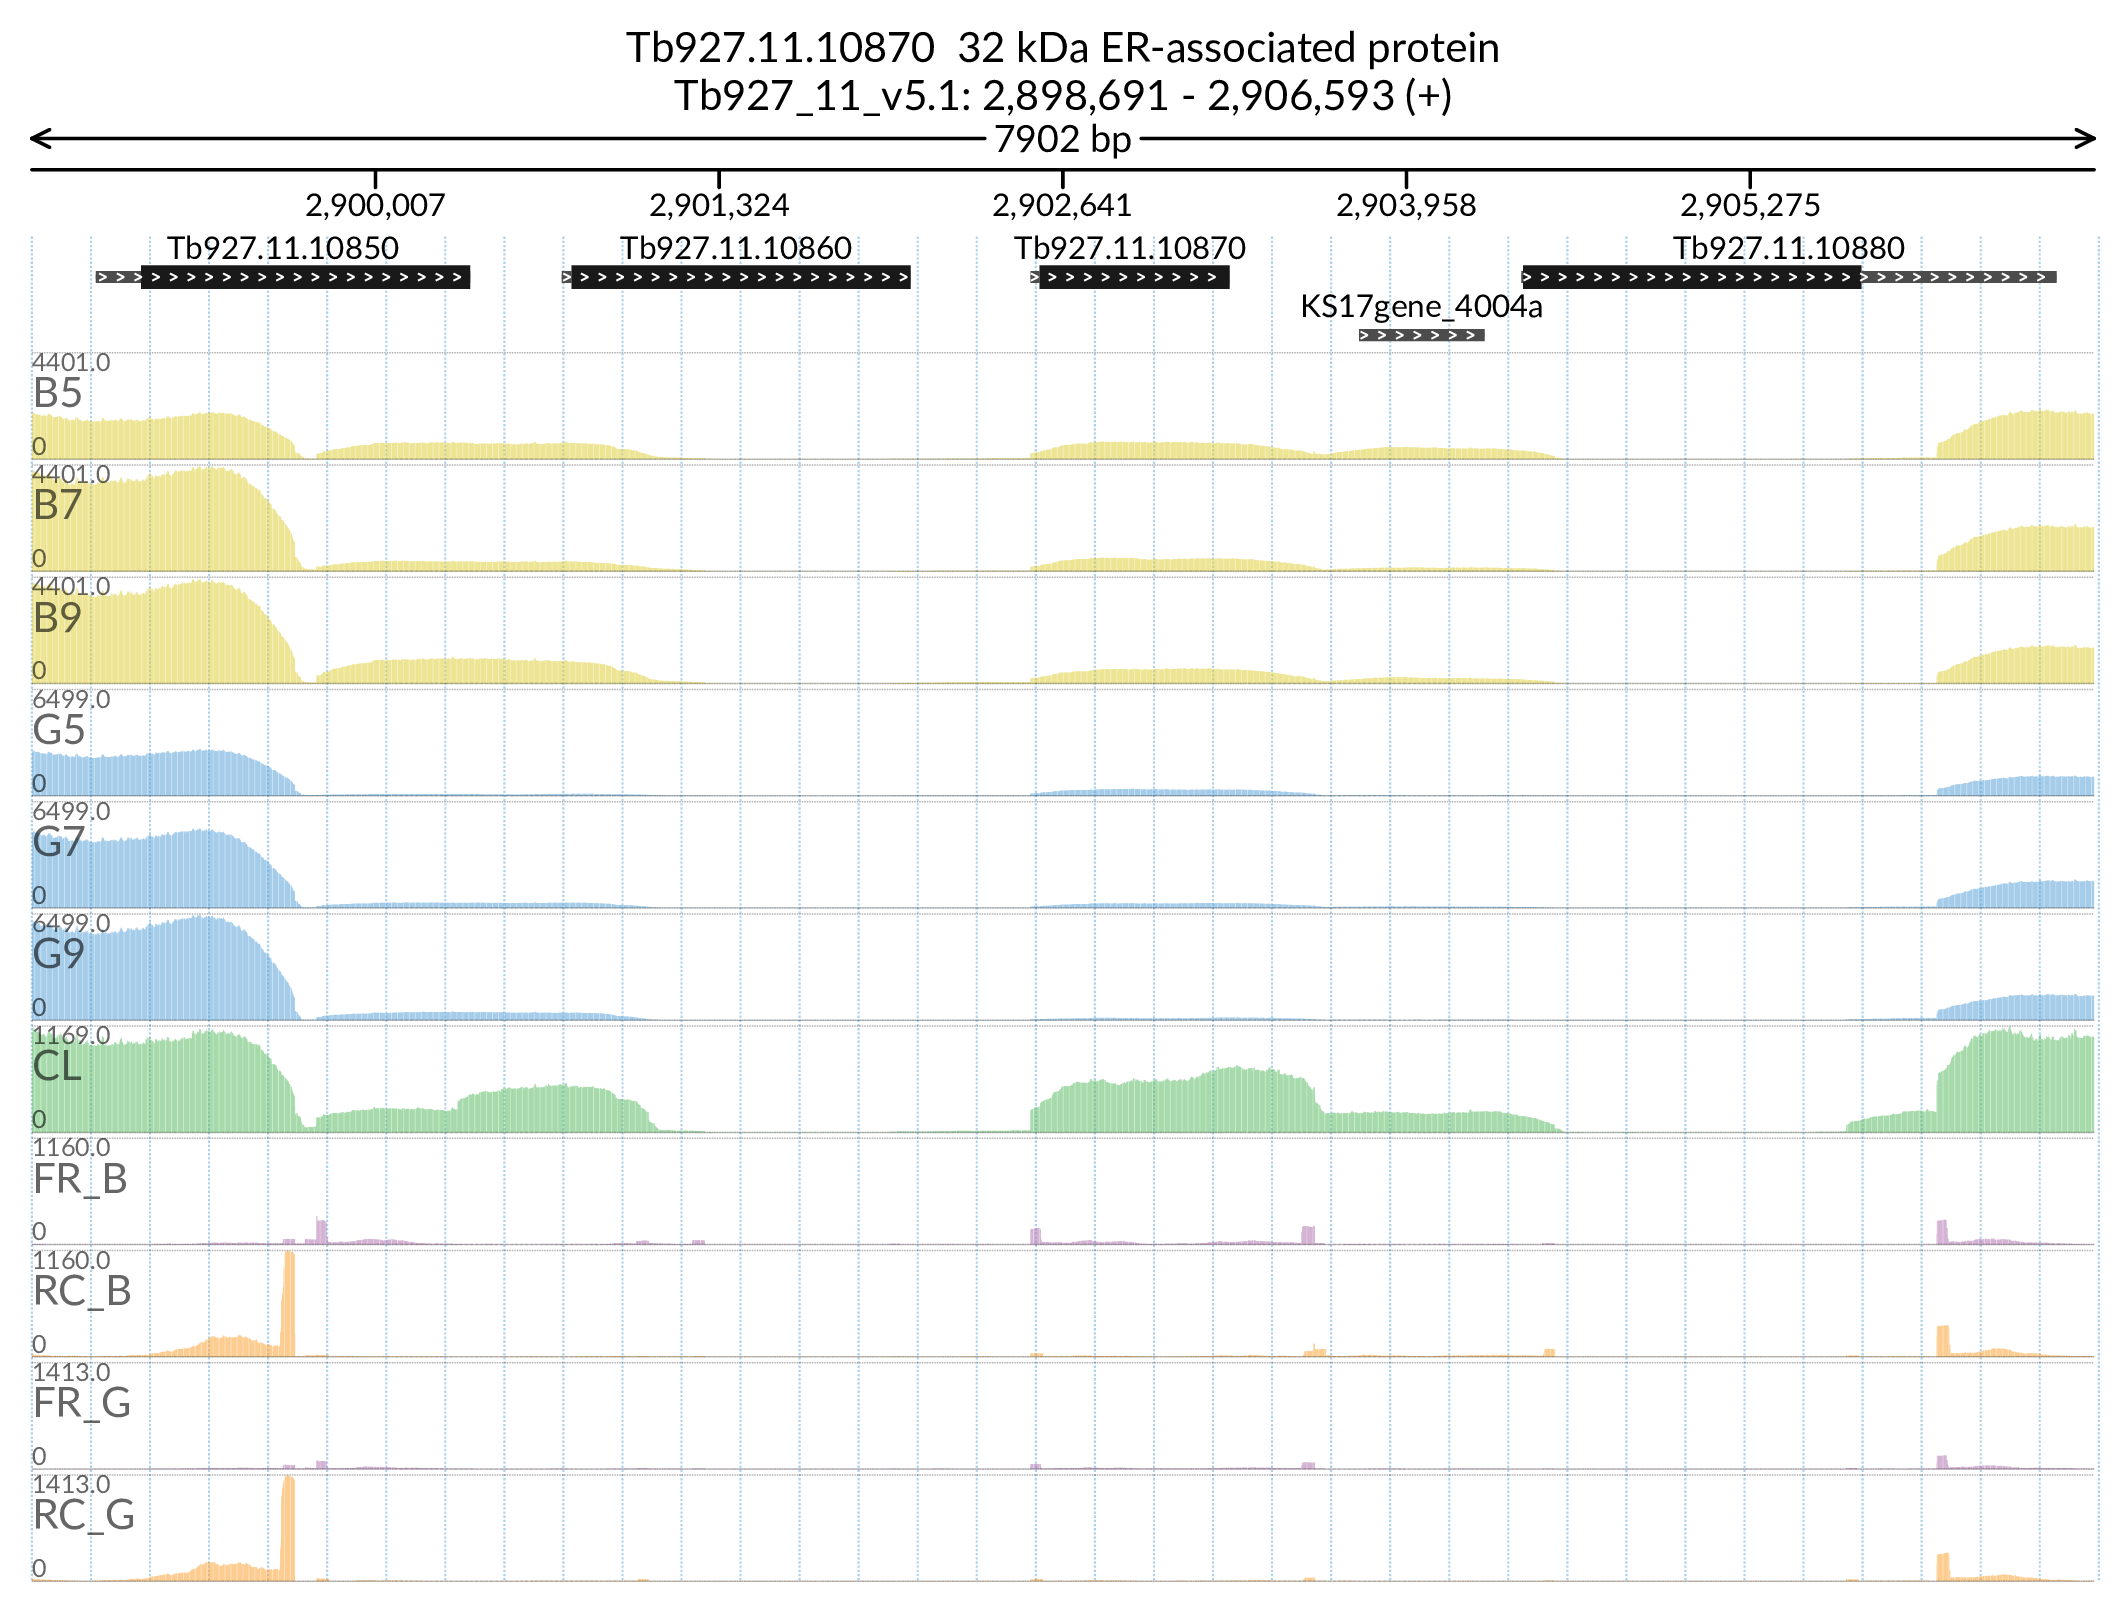 Tb927.11.10870  32 kDa ER-associated protein
Tb927_11_v5.1: 2,898,691 - 2,906,593 (+)
7902 bp
2,900,007 2,901,324 2,902,641 2,903,958 2,905,275
Tb927.11.10850 Tb927.11.10860 Tb927.11.10870 Tb927.11.10880
KS17gene_4004a
4401.0
B5
0
4401.0
B7
0
4401.0
B9
0
6499.0
G5
0
6499.0
G7
0
6499.0
G9
0
1169.0
CL
0
1160.0
FR_B
0
1160.0
RC_B
0
1413.0
FR_G
0
1413.0
RC_G
0